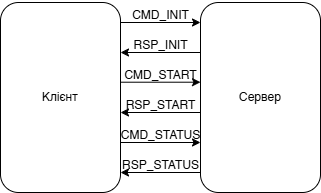 CMD_INIT
RSP_INIT
CMD_START
Клієнт
Сервер
RSP_START
CMD_STATUS
RSP_STATUS